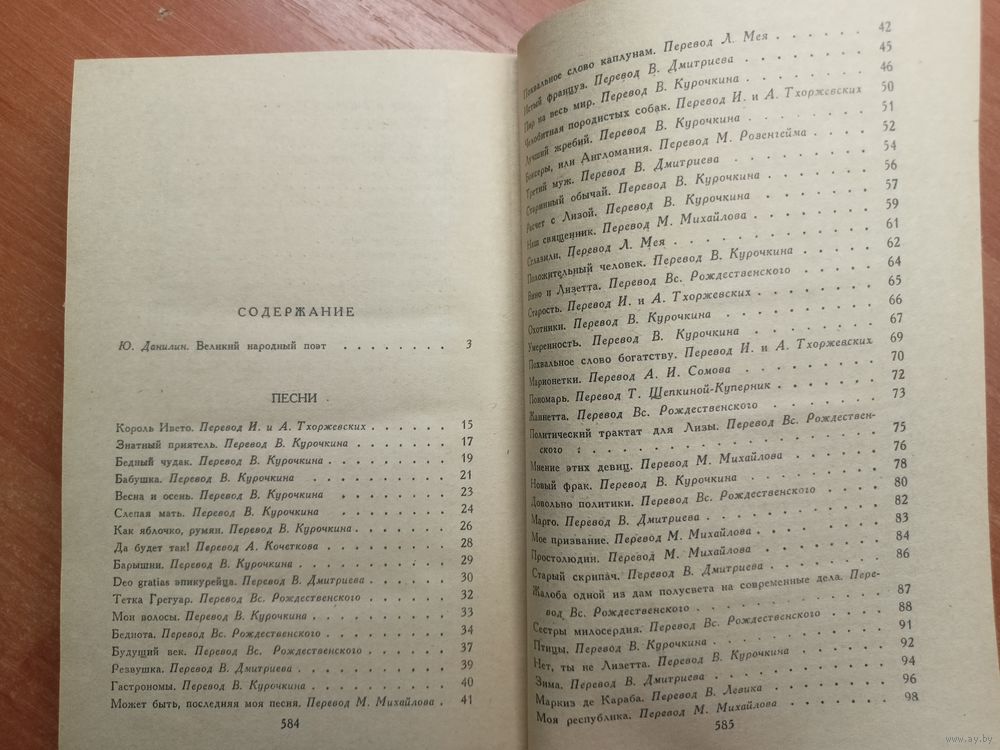 СОДЕРЖАНИЕ
Ю. Данилин. Великий народный поэт . . . . . . . . 3
ПЕСНИ
Король Ивето. Перевод И. и А. Тхоржевских . . . . . . 15
Знатный приятель. Перевод В. Курочкина . . . . . . . 17
Бедный чудак. Перевод В. Курочкина . . . . . . . . 19
Бабушка. Перевод В. Курочкина . . . . . . . . . 21
Весна и осень. Перевод В. Курочкина . . . . . . . 23
Слепая мать. Перевод В. Курочкина . . . . . . . 24
Как яблочко, румян. Перевод В. Курочкина . . . . . . 26
Да будет так! Перевод А. Кочеткова . . . . . . . . 28
Барышни. Перевод В. Курочкина . . . . . . . . . 29
Deo gratias эпикурейца. Перевод В. Дмитриева . . . . . 30
Тетка Грегуар. Перевод Вс. Рождественского . . . . . . 32
Мои волосы. Перевод В. Курочкина . . . . . . . . 33
Беднота. Перевод Вс. Рождественского . . . . . . . 34
Будущий век. Перевод Вс. Рождественского . . . . . . 37
Резвушка. Перевод В. Дмитриева . . . . . . . . . 39
Гастрономы. Перевод В. Курочкина . . . . . . . . 40
Может быть, последняя моя песня. Перевод М. Михайлова . 41
584
Похвальное слово каплунам. Перевод Л. Мея . . . . . . 42
Истый француз. Перевод В. Дмитриева . . . . . . . 45
Пир на весь мир. Перевод В. Курочкина . . . . . . . 46
Челобитная породистых собак. Перевод И. и А. Тхоржевских 50
Лучший жребий. Перевод В. Курочкина . . . . . . . 51
Боксеры, или Англомания. Перевод М. Розенгейма . . . . 52
Третий муж. Перевод В. Дмитриева . . . . . . . . 54
Старинный обычай. Перевод В. Курочкина . . . . . . 56
Расчет с Лизой. Перевод В. Курочкина . . . . . . . 57
Наш священник. Перевод М. Михайлова . . . . . . . 59
Сглазили. Перевод Л. Мея . . . . . . . . . . . 61
Положительный человек. Перевод В. Курочкина . . . . . 62
Вино и Лизетта. Перевод Вс. Рождественского . . . . . 64
Старость. Перевод И. и А. Тхоржевских . . . . . . . 65
Охотники. Перевод В. Курочкина . . . . . . . . . 66
Умеренность. Перевод В. Курочкина . . . . . . . . 67
Похвальное слово богатству. Перевод И. и А. Тхоржевских 69
Марионетки. Перевод А. И. Сомова . . . . . . . . 70
Пономарь. Перевод Т. Щепкиной-Куперник . . . . . . 72
Жаннетта. Перевод Вс. Рождественского . . . . . . . 73
Политический трактат для Лизы. Перевод Вс. Рождествен-
ского . . . . . . . . . . . . . . . . . 75
Мнение этих девиц. Перевод М. Михайлова . . . . . . 76
Новый фрак. Перевод В. Курочкина . . . . . . . . 78
Довольно политики. Перевод Вс. Рождественского . . . . 80
Марго. Перевод В. Дмитриева . . . . . . . . . . 82
Мое призвание. Перевод М. Михайлова . . . . . . . 83
Простолюдин. Перевод М. Михайлова . . . . . . . . 84
Старый скрипач. Перевод В. Дмитриева . . . . . . . 86
Жалоба одной из дам полусвета на современные дела. Пере-
вод Вс. Рождественского . . . . . . . . . . . 87
Сестры милосердия. Перевод Вс. Рождественского . . . . 88
Птицы. Перевод В. Курочкина . . . . . . . . . . 91
Нет, ты не Лизетта. Перевод В. Курочкина . . . . . . 92
Зима. Перевод В. Дмитриева . . . . . . . . . . 94
Маркиз де Караба. Перевод В. Левика . . . . . . . . 96
Моя республика. Перевод М. Михайлова . . . . . . . 98
585
www.ay.by